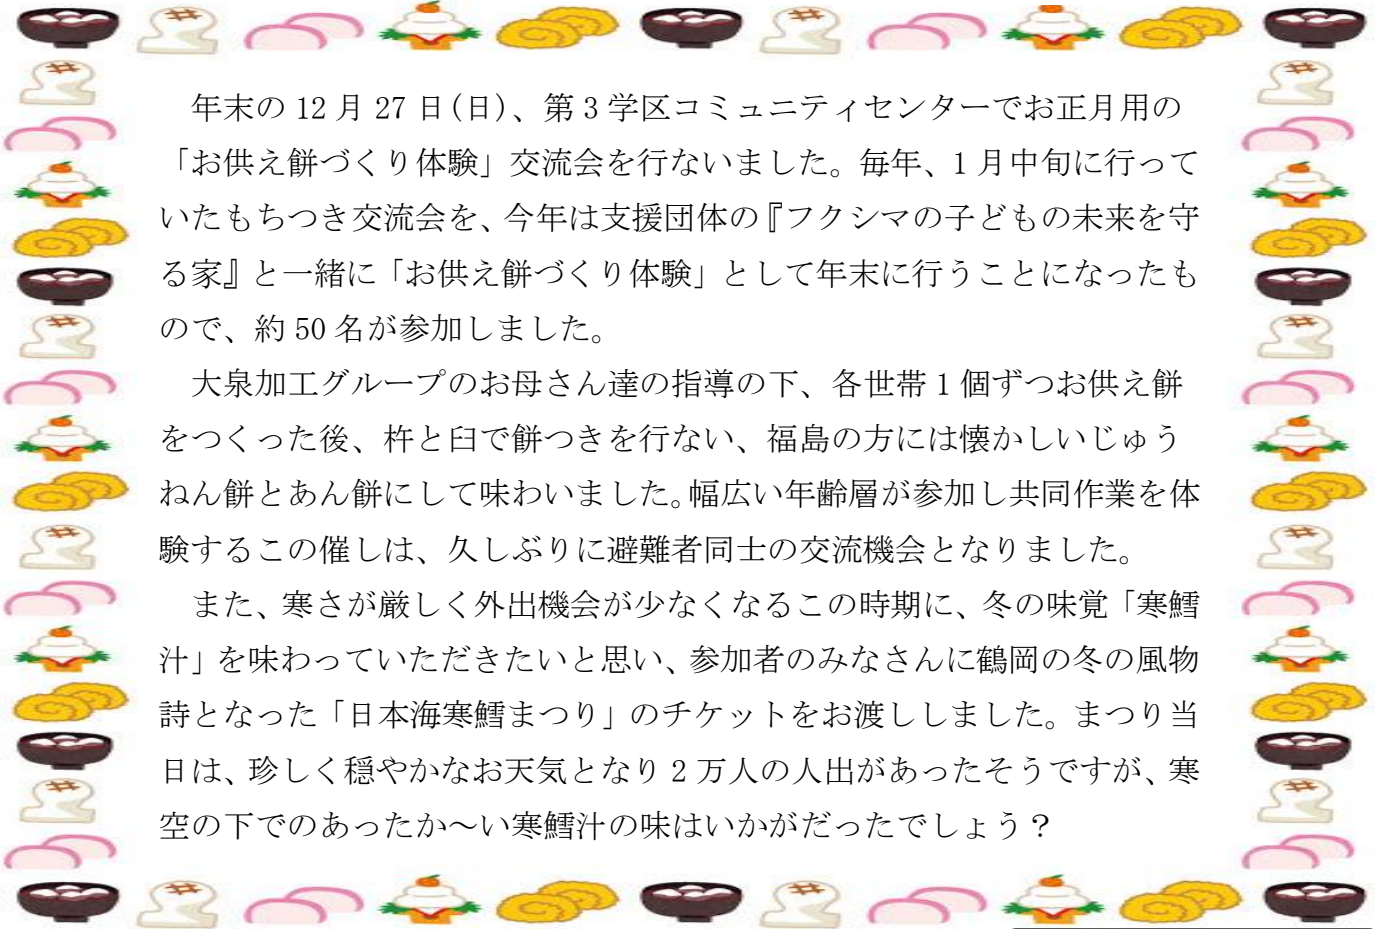 年末の 12 月 27 日(日)、第 3 学区コミュニティセンターでお正月用の
「お供え餅づくり体験」交流会を行ないました。毎年、1 月中旬に行って
いたもちつき交流会を、今年は支援団体の『フクシマの子どもの未来を守
る家』と一緒に「お供え餅づくり体験」として年末に行うことになったも
ので、約 50 名が参加しました。
大泉加工グループのお母さん達の指導の下、各世帯 1 個ずつお供え餅
をつくった後、杵と臼で餅つきを行ない、福島の方には懐かしいじゅう
ねん餅とあん餅にして味わいました。幅広い年齢層が参加し共同作業を体
験するこの催しは、久しぶりに避難者同士の交流機会となりました。
また、寒さが厳しく外出機会が少なくなるこの時期に、冬の味覚「寒鱈
汁」を味わっていただきたいと思い、参加者のみなさんに鶴岡の冬の風物
詩となった「日本海寒鱈まつり」のチケットをお渡ししました。まつり当
日は、珍しく穏やかなお天気となり 2 万人の人出があったそうですが、寒
空の下でのあったか～い寒鱈汁の味はいかがだったでしょう？